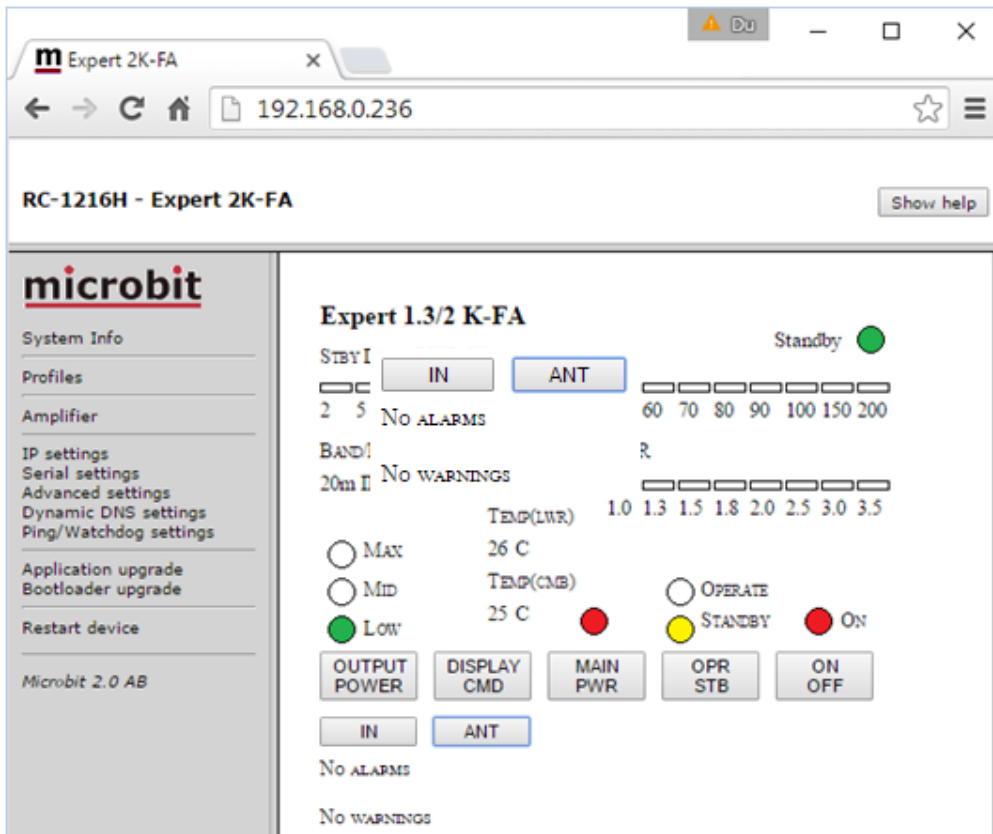 Du
m Expert 2K-FA
192.168.0.236
RC-1216H - Expert 2K-FA
Show help
microbit
System Info
Profiles
Amplifier
IP settings
Serial settings
Advanced settings
Dynamic DNS settings
Ping/Watchdog settings
Application upgrade
Bootloader upgrade
Restart device
Microbit 2.0 AB
Expert 1.3/2 K-FA
Standby
STBY
IN ANT
2 5 60 70 80 90 100 150 200
NO ALARMS
BAND/ R
20m NO WARNINGS
1.0 1.3 1.5 1.8 2.0 2.5 3.0 3.5
TEMP(LWR)
MAX 26 C
MID TEMP(CMB) OPERATE
LOW 25 C STANDBY ON
OUTPUT POWER DISPLAY CMD MAIN PWR OPR STB ON OFF
IN ANT
NO ALARMS
NO WARNINGS